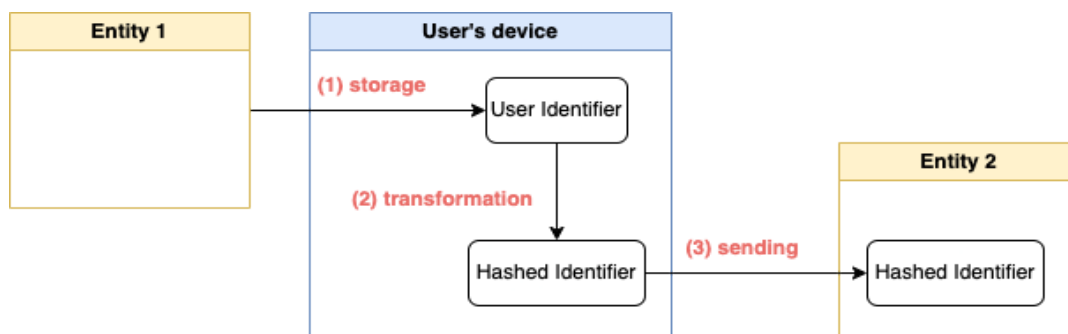 Entity 1
User's device
(1) storage
User Identifier
Entity 2
(2) transformation
(3) sending
Hashed Identifier
Hashed Identifier